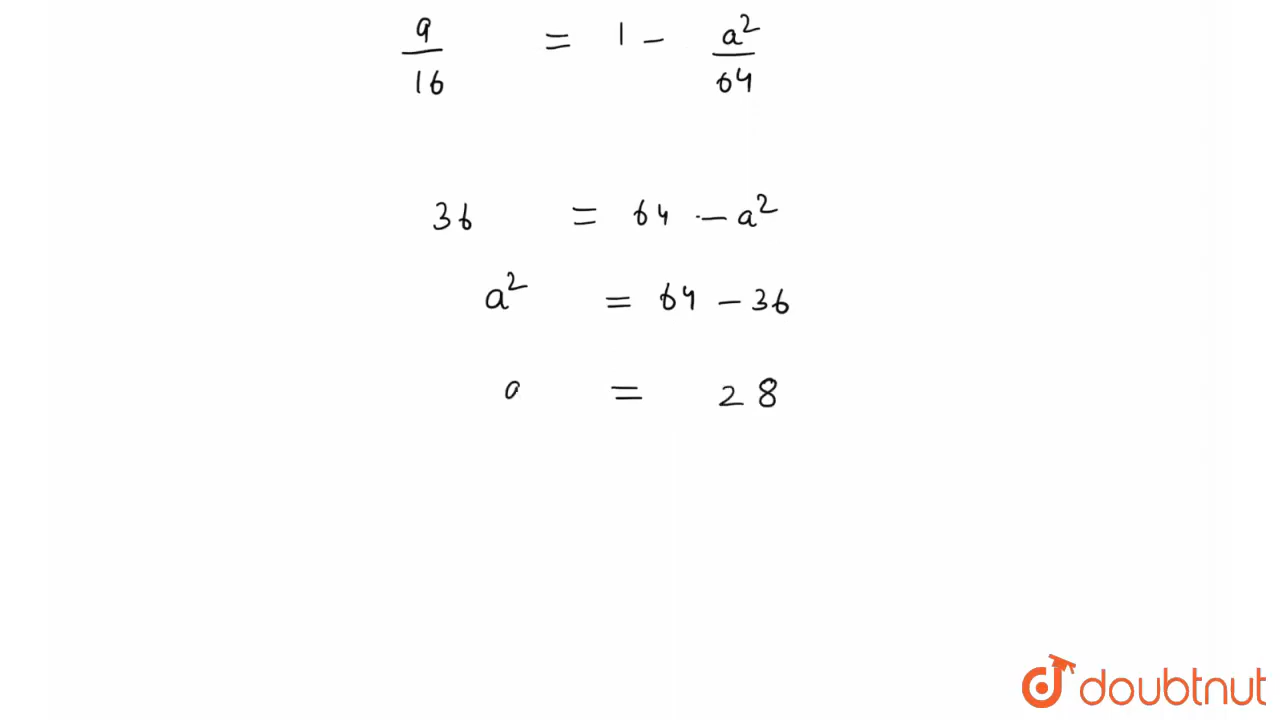 9/16 = 1 - a²/64
36 = 64 - a²
a² = 64 - 36
a = 28
doubtnut